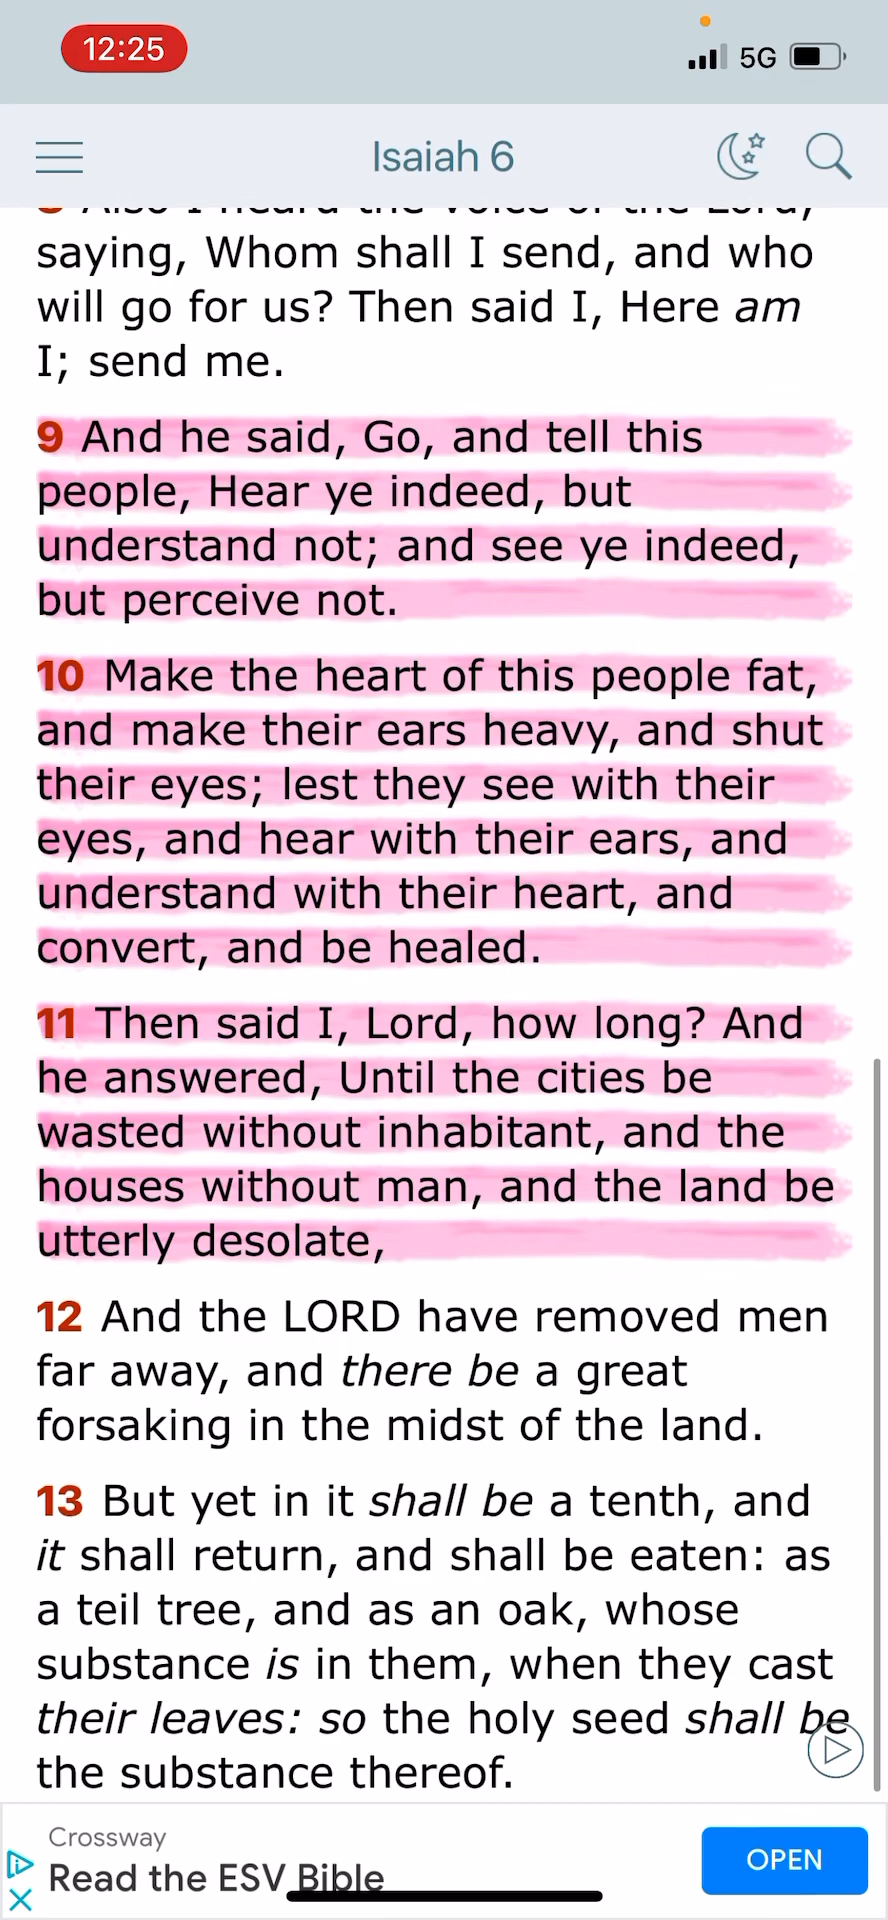 12:25
5G
Isaiah 6
8 Also I heard the voice of the Lord,
saying, Whom shall I send, and who
will go for us? Then said I, Here am
I; send me.
9 And he said, Go, and tell this
people, Hear ye indeed, but
understand not; and see ye indeed,
but perceive not.
10 Make the heart of this people fat,
and make their ears heavy, and shut
their eyes; lest they see with their
eyes, and hear with their ears, and
understand with their heart, and
convert, and be healed.
11 Then said I, Lord, how long? And
he answered, Until the cities be
wasted without inhabitant, and the
houses without man, and the land be
utterly desolate,
12 And the LORD have removed men
far away, and there be a great
forsaking in the midst of the land.
13 But yet in it shall be a tenth, and
it shall return, and shall be eaten: as
a teil tree, and as an oak, whose
substance is in them, when they cast
their leaves: so the holy seed shall be
the substance thereof.
Crossway
Read the ESV Bible
OPEN